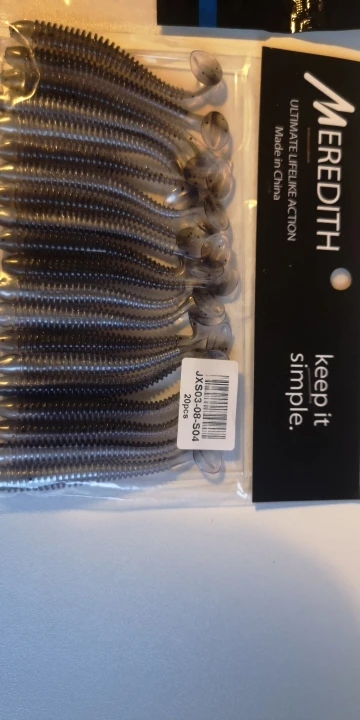 MEREDITH
ULTIMATE LIFELIKE ACTION
Made in China
keep it
simple.
JXS03-08-S04
20pcs